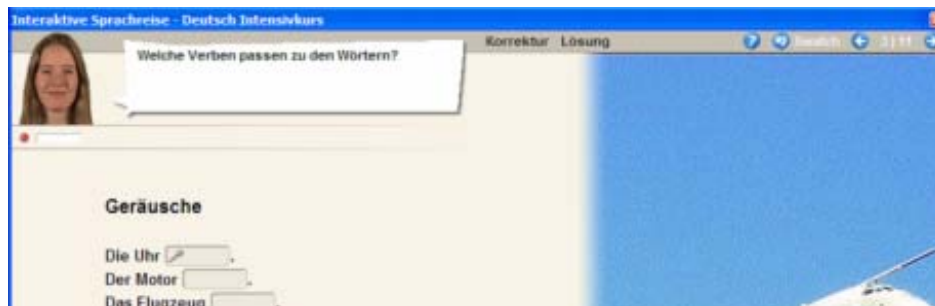 Interaktive Sprachreise - Deutsch Intensivkurs
Korrektur Lösung
Welche Verben passen zu den Wörtern?
Geräusche
Die Uhr .
Der Motor .
Das Flugzeug .